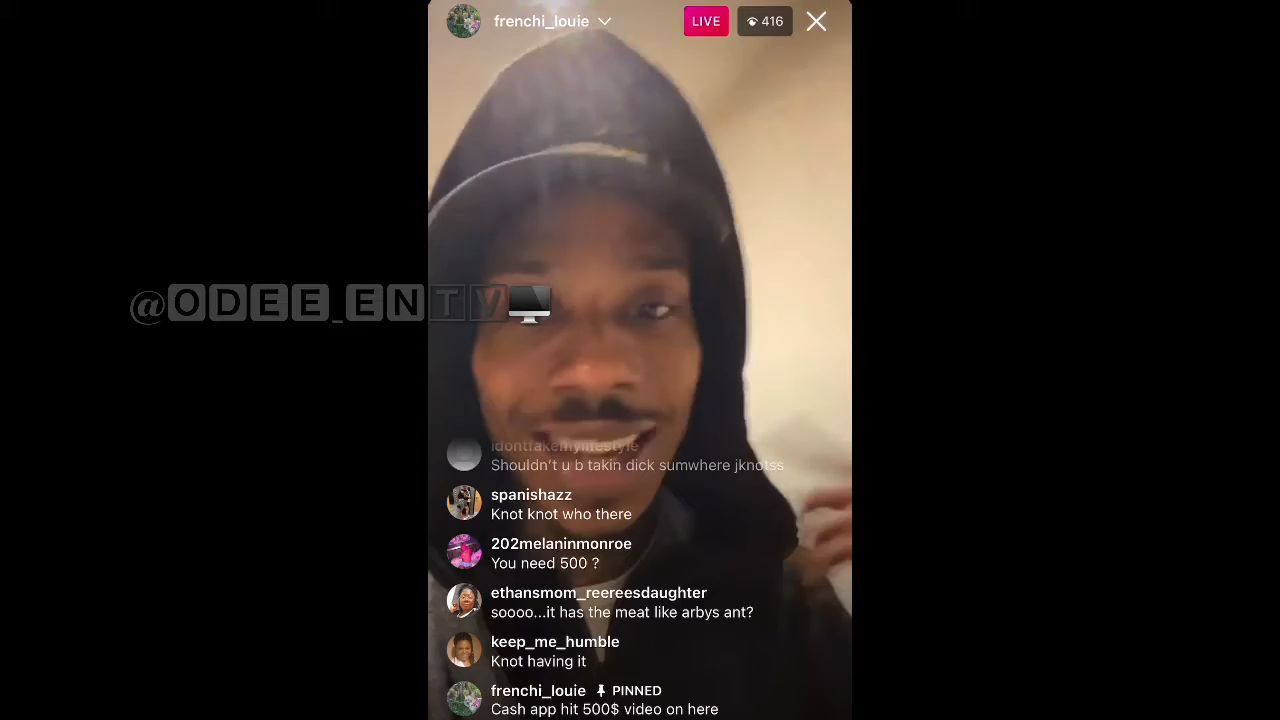 frenchi_louie
LIVE
416
@ODEE_ENTV
idontfakemylifestyle
Shouldn't u b takin dick sumwhere jknotss
spanishazz
Knot knot who there
202melaninmonroe
You need 500 ?
ethansmom_reereesdaughter
soooo...it has the meat like arbys ant?
keep_me_humble
Knot having it
frenchi_louie PINNED
Cash app hit 500$ video on here